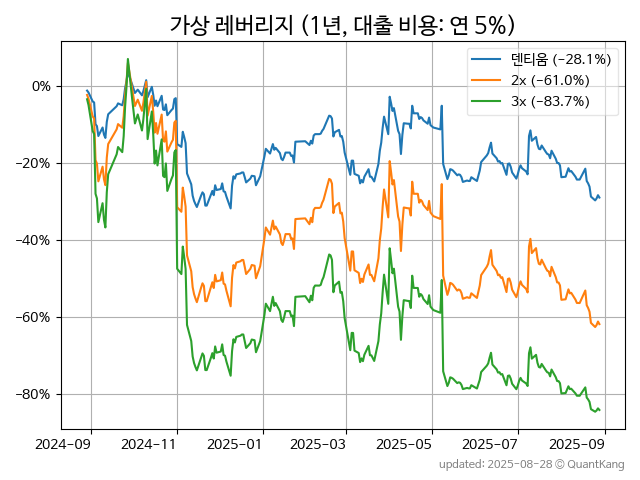 가상 레버리지 (1년, 대출 비용: 연 5%)
덴티움 (−28.1%)
2x (−61.0%)
3x (−83.7%)
0%
−20%
−40%
−60%
−80%
2024-09 2024-11 2025-01 2025-03 2025-05 2025-07 2025-09
updated: 2025-08-28 © QuantKang